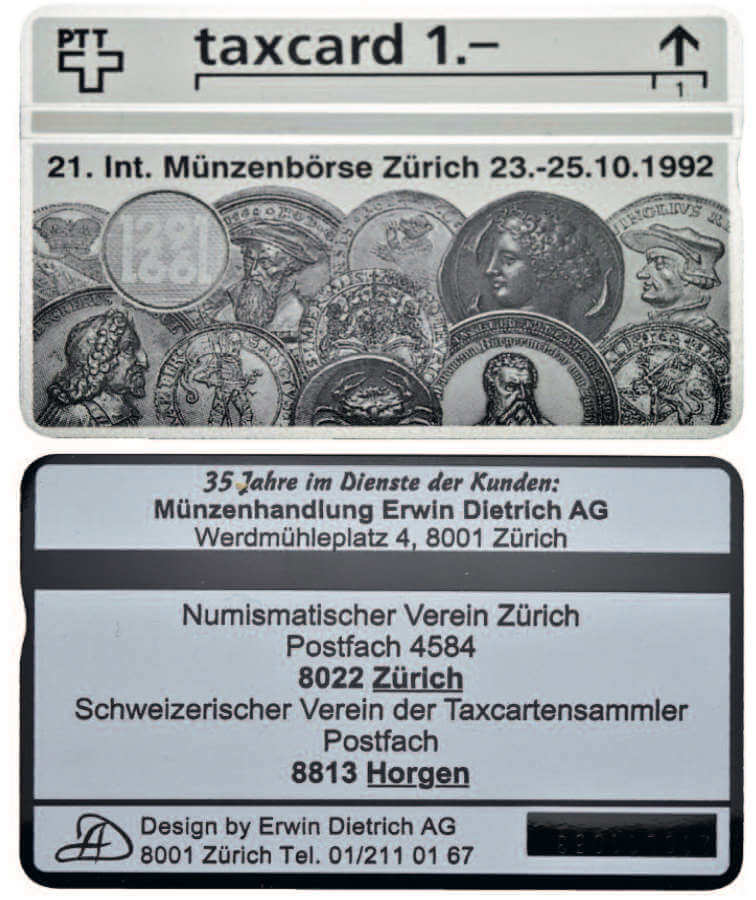 PTT
taxcard 1.–
1
21. Int. Münzenbörse Zürich 23.-25.10.1992
1291
1991
35 Jahre im Dienste der Kunden:
Münzenhandlung Erwin Dietrich AG
Werdmühleplatz 4, 8001 Zürich
Numismatischer Verein Zürich
Postfach 4584
8022 Zürich
Schweizerischer Verein der Taxcartensammler
Postfach
8813 Horgen
Design by Erwin Dietrich AG
8001 Zürich Tel. 01/211 01 67